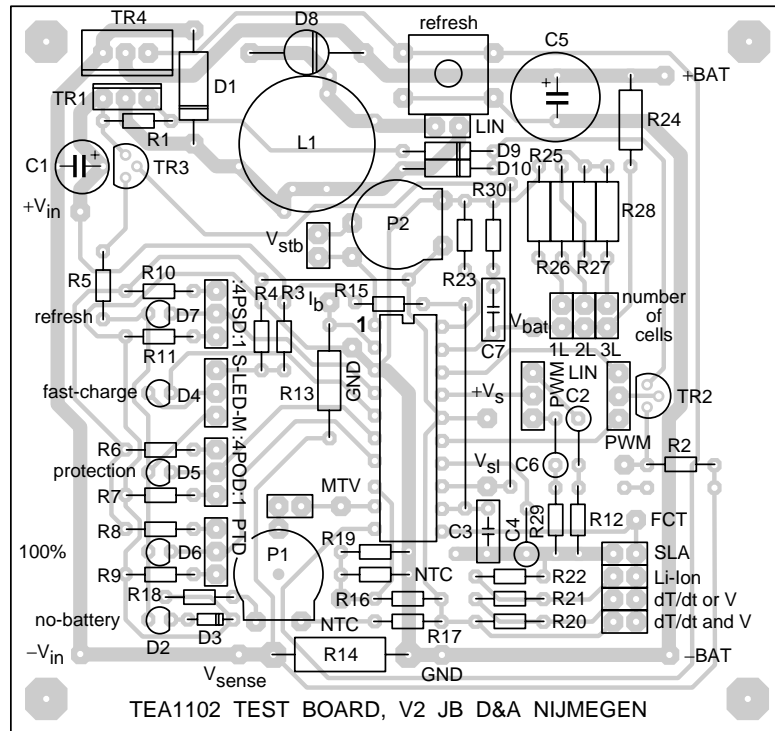 TR4
D8
refresh
C5
D1
+BAT
TR1
LIN
R24
R1
L1
D9
C1
+
TR3
D10
R25
R30
+Vin
P2
R28
Vstb
R5
R10
R4
R3
Ib
R15
R23
R26
R27
4PSD:1
refresh
D7
1
Vbat
number of cells
R11
C7
1L 2L 3L
S-LED-M
GND
PWM
LIN
fast-charge
D4
R13
+Vs
C2
TR2
R6
:4POD:1
PWM
Vsl
R2
protection
D5
C6
R7
MTV
R8
PTD
R19
C3
C4
R29
R12
FCT
100%
D6
P1
SLA
R9
NTC
R22
Li-Ion
R18
R16
R21
dT/dt or V
no-battery
NTC
R17
R20
dT/dt and V
D2
D3
−Vin
R14
−BAT
Vsense
GND
TEA1102 TEST BOARD, V2 JB D&A NIJMEGEN